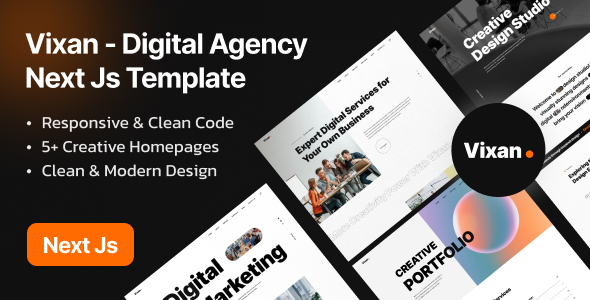 Vixan - Digital Agency
Next Js Template
• Responsive & Clean Code
• 5+ Creative Homepages
• Clean & Modern Design
Next Js
Creative
Design Studio
Expert Digital Services for
Your Own Business
Vixan
CREATIVE
PORTFOLIO
Digital
Marketing